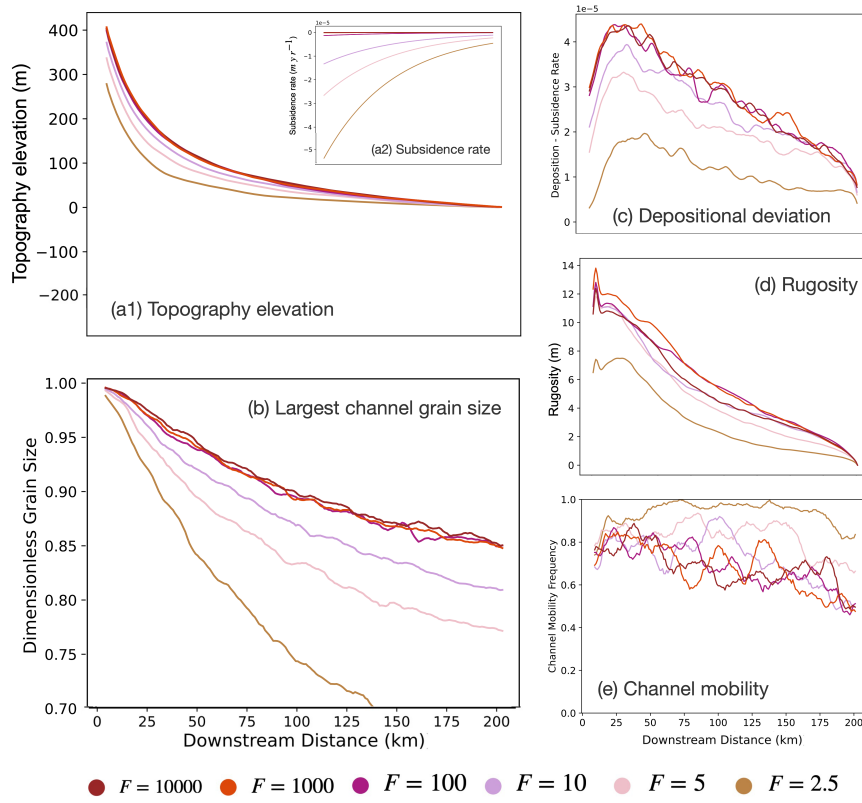 400
300
200
100
0
−100
−200
Topography elevation (m)
(a1) Topography elevation
1e−5
0
−1
−2
−3
−4
−5
Subsidence rate (m y r⁻¹)
(a2) Subsidence rate
1e−5
4
3
2
1
0
Deposition - Subsidence Rate
(c) Depositional deviation
14
12
10
8
6
4
2
0
Rugosity (m)
(d) Rugosity
1.00
0.95
0.90
0.85
0.80
0.75
0.70
Dimensionless Grain Size
(b) Largest channel grain size
0 25 50 75 100 125 150 175 200
Downstream Distance (km)
1.0
0.8
0.6
0.4
0.2
0.0
Channel Mobility Frequency
(e) Channel mobility
0 25 50 75 100 125 150 175 200
Downstream Distance (km)
F = 10000 F = 1000 F = 100 F = 10 F = 5 F = 2.5